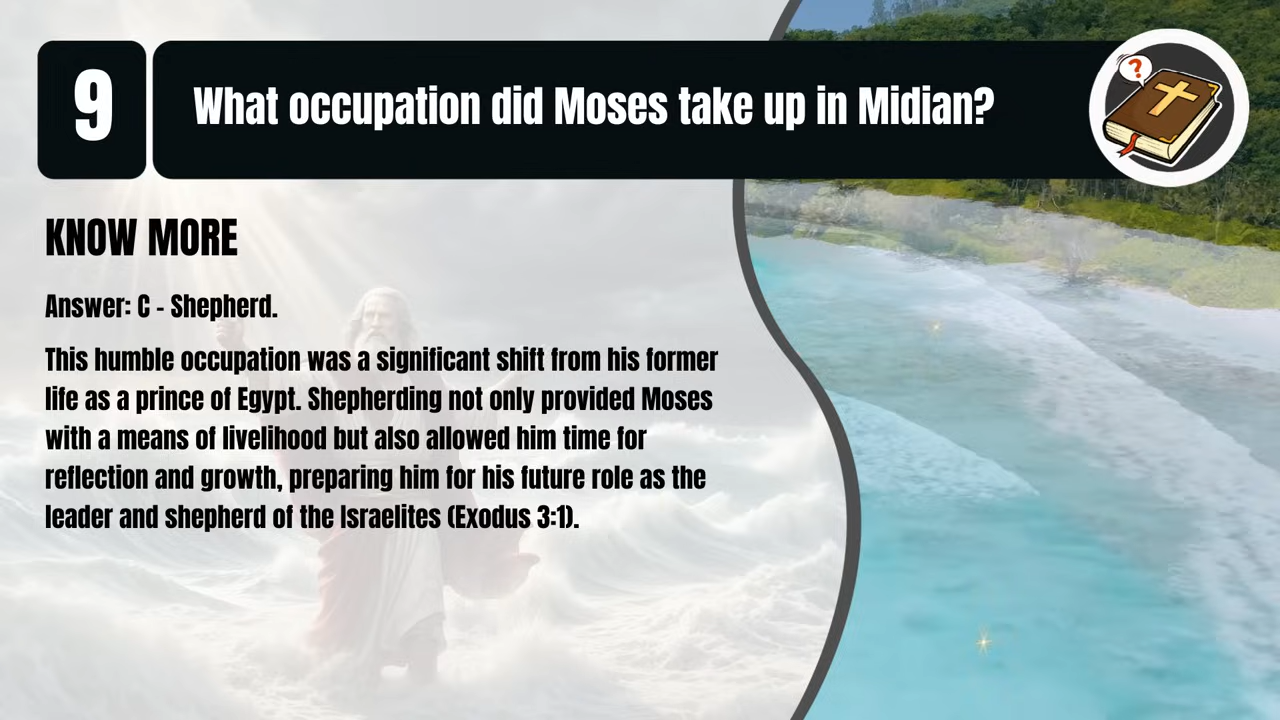 9
What occupation did Moses take up in Midian?
?
KNOW MORE
Answer: C - Shepherd.
This humble occupation was a significant shift from his former
life as a prince of Egypt. Shepherding not only provided Moses
with a means of livelihood but also allowed him time for
reflection and growth, preparing him for his future role as the
leader and shepherd of the Israelites (Exodus 3:1).